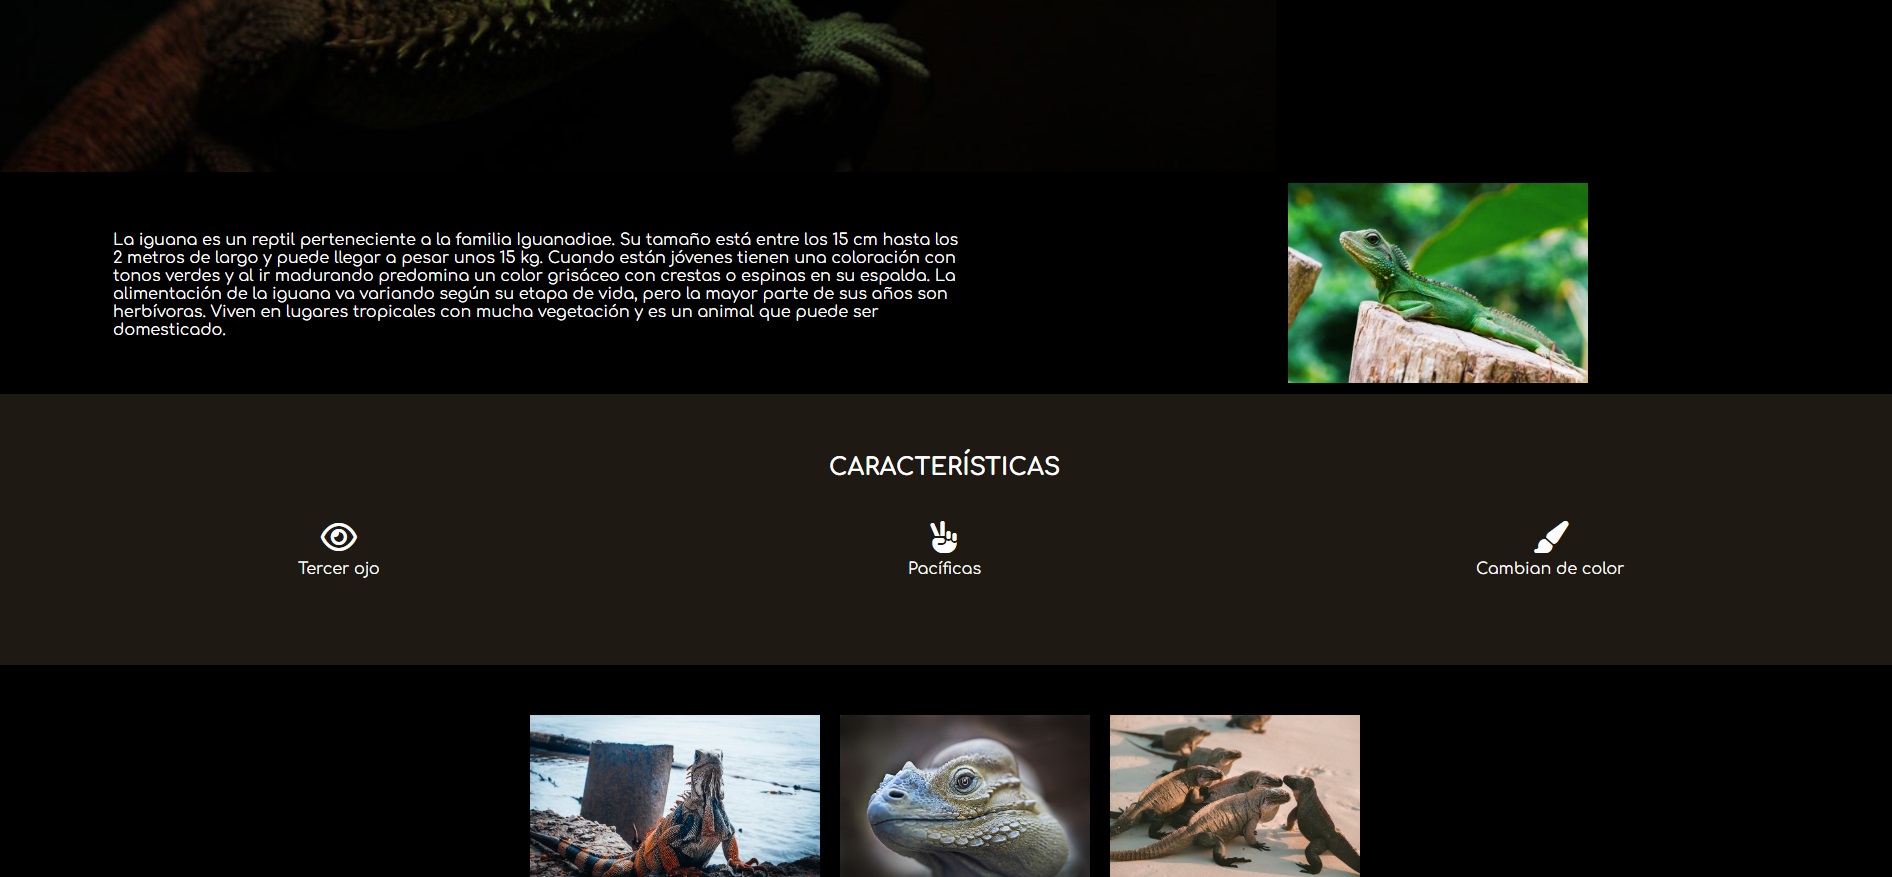 La iguana es un reptil perteneciente a la familia Iguanadiae. Su tamaño está entre los 15 cm hasta los
2 metros de largo y puede llegar a pesar unos 15 kg. Cuando están jóvenes tienen una coloración con
tonos verdes y al ir madurando predomina un color grisáceo con crestas o espinas en su espalda. La
alimentación de la iguana va variando según su etapa de vida, pero la mayor parte de sus años son
herbívoras. Viven en lugares tropicales con mucha vegetación y es un animal que puede ser
domesticado.
CARACTERÍSTICAS
Tercer ojo
Pacíficas
Cambian de color